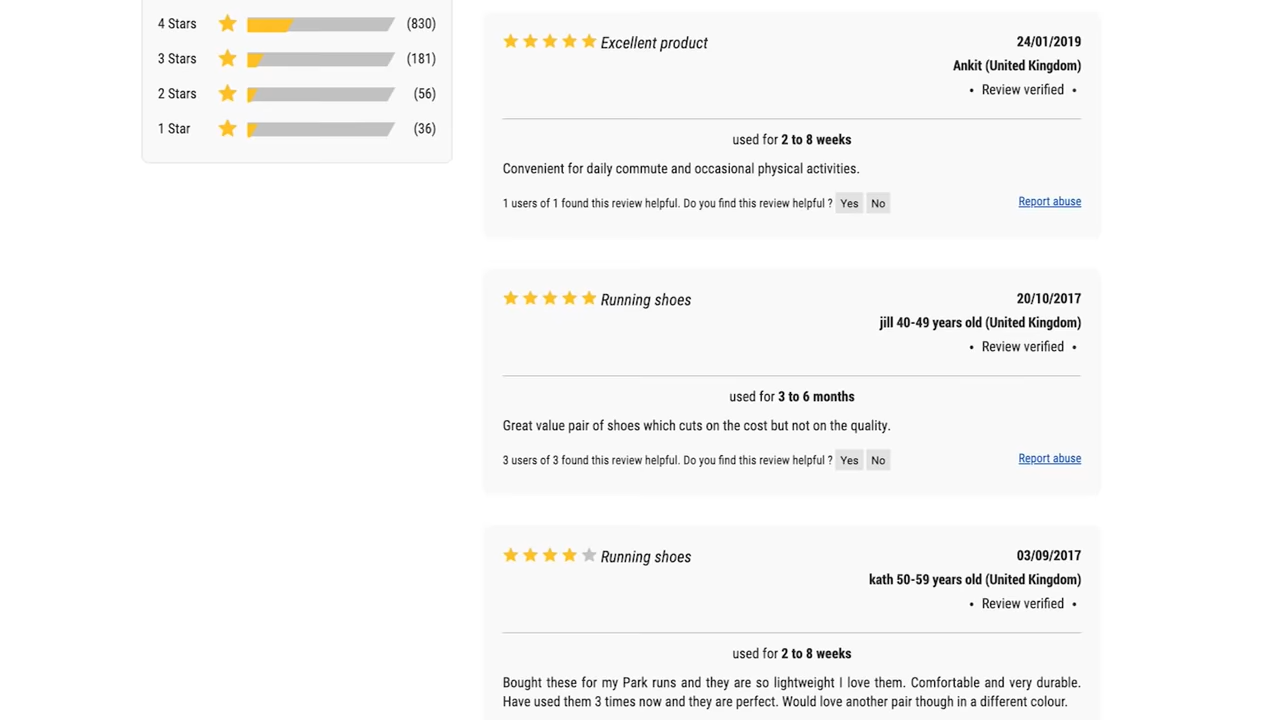 4 Stars (830)
3 Stars (181)
2 Stars (56)
1 Star (36)
Excellent product 24/01/2019
Ankit (United Kingdom)
• Review verified •
used for 2 to 8 weeks
Convenient for daily commute and occasional physical activities.
1 users of 1 found this review helpful. Do you find this review helpful ? Yes No Report abuse
Running shoes 20/10/2017
jill 40-49 years old (United Kingdom)
• Review verified •
used for 3 to 6 months
Great value pair of shoes which cuts on the cost but not on the quality.
3 users of 3 found this review helpful. Do you find this review helpful ? Yes No Report abuse
Running shoes 03/09/2017
kath 50-59 years old (United Kingdom)
• Review verified •
used for 2 to 8 weeks
Bought these for my Park runs and they are so lightweight I love them. Comfortable and very durable.
Have used them 3 times now and they are perfect. Would love another pair though in a different colour.